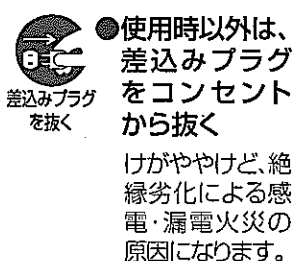 差込みプラグ
を抜く
●使用時以外は、
差込みプラグ
をコンセント
から抜く
けがややけど、絶
縁劣化による感
電・漏電火災の
原因になります。